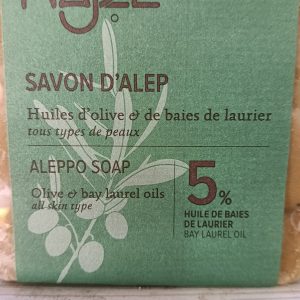 Najel
SAVON D'ALEP
Huiles d'olive & de baies de laurier
tous types de peaux
ALEPPO SOAP
Olive & bay laurel oils
all skin type
5%
HUILE DE BAIES
DE LAURIER
BAY LAUREL OIL